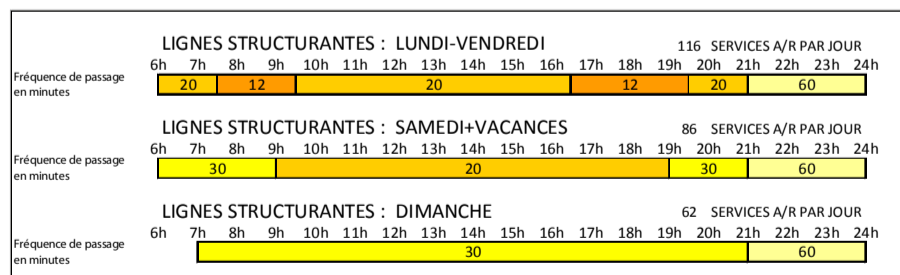 LIGNES STRUCTURANTES : LUNDI-VENDREDI 116 SERVICES A/R PAR JOUR
6h 7h 8h 9h 10h 11h 12h 13h 14h 15h 16h 17h 18h 19h 20h 21h 22h 23h 24h
Fréquence de passage
en minutes
20 12 20 12 20 60
LIGNES STRUCTURANTES : SAMEDI+VACANCES 86 SERVICES A/R PAR JOUR
6h 7h 8h 9h 10h 11h 12h 13h 14h 15h 16h 17h 18h 19h 20h 21h 22h 23h 24h
Fréquence de passage
en minutes
30 20 30 60
LIGNES STRUCTURANTES : DIMANCHE 62 SERVICES A/R PAR JOUR
6h 7h 8h 9h 10h 11h 12h 13h 14h 15h 16h 17h 18h 19h 20h 21h 22h 23h 24h
Fréquence de passage
en minutes
30 60